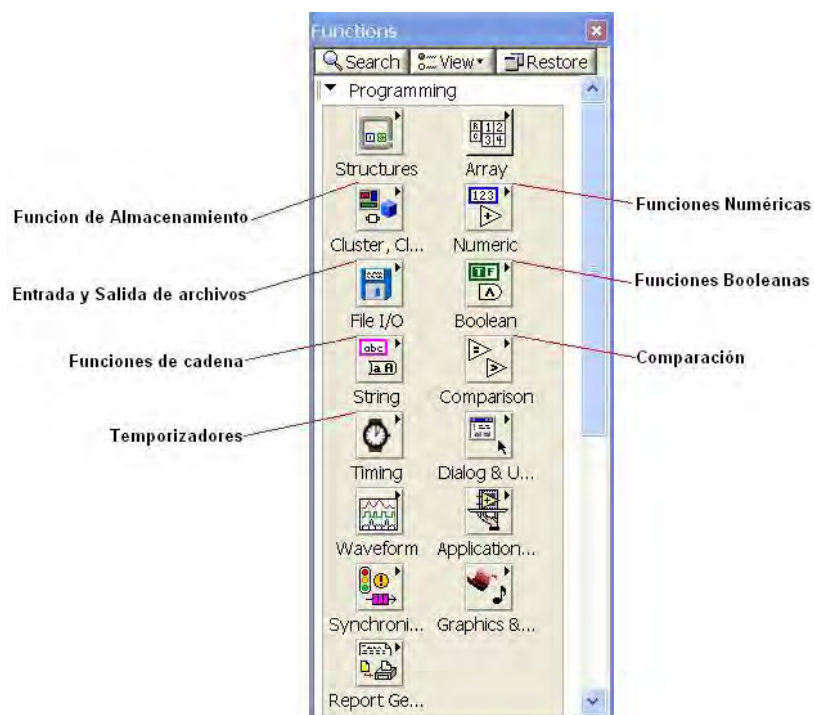 Functions
Search View Restore
Programming
Structures Array
Funcion de Almacenamiento
Funciones Numéricas
Cluster, Cl... Numeric
Entrada y Salida de archivos
Funciones Booleanas
File I/O Boolean
Funciones de cadena
Comparación
String Comparison
Temporizadores
Timing Dialog & U...
Waveform Application...
Synchroni... Graphics &...
Report Ge...